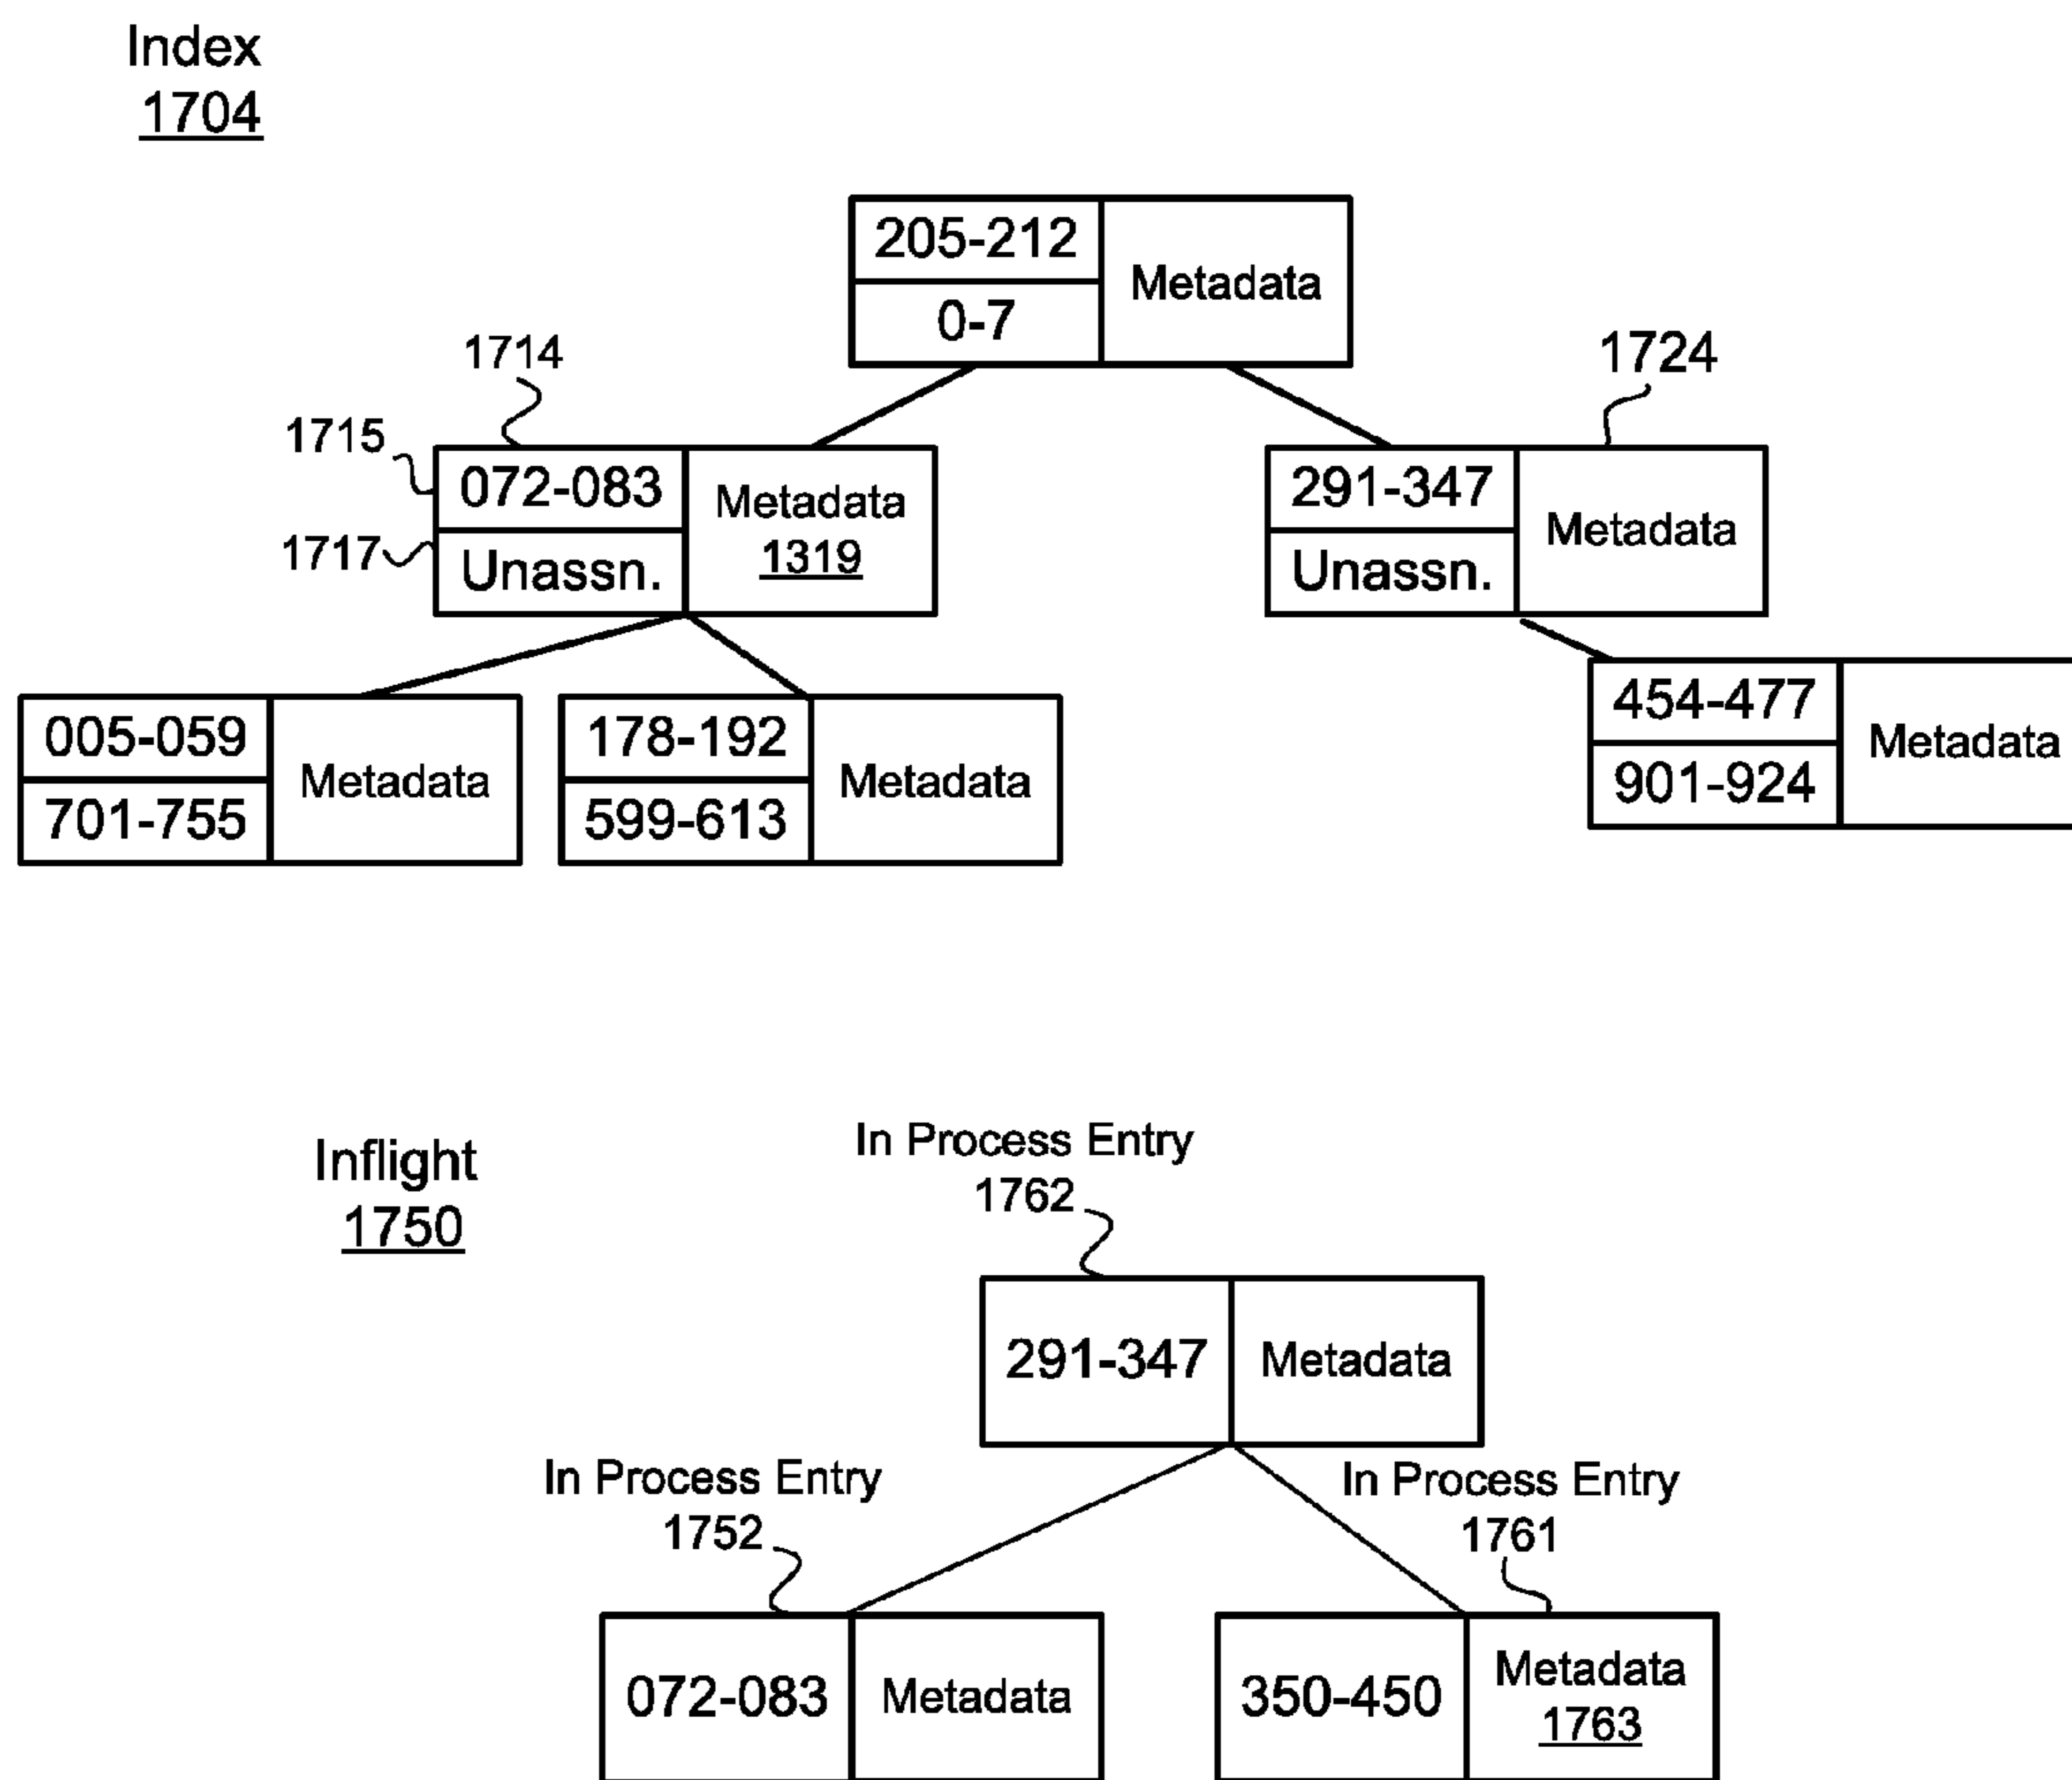 Index
1704
205-212
Metadata
0-7
1714
1724
1715
072-083
Metadata
1319
291-347
Metadata
1717
Unassn.
Unassn.
454-477
Metadata
901-924
005-059
Metadata
701-755
178-192
Metadata
599-613
Inflight
1750
In Process Entry
1762
291-347
Metadata
In Process Entry
1752
In Process Entry
1761
072-083
Metadata
350-450
Metadata
1763